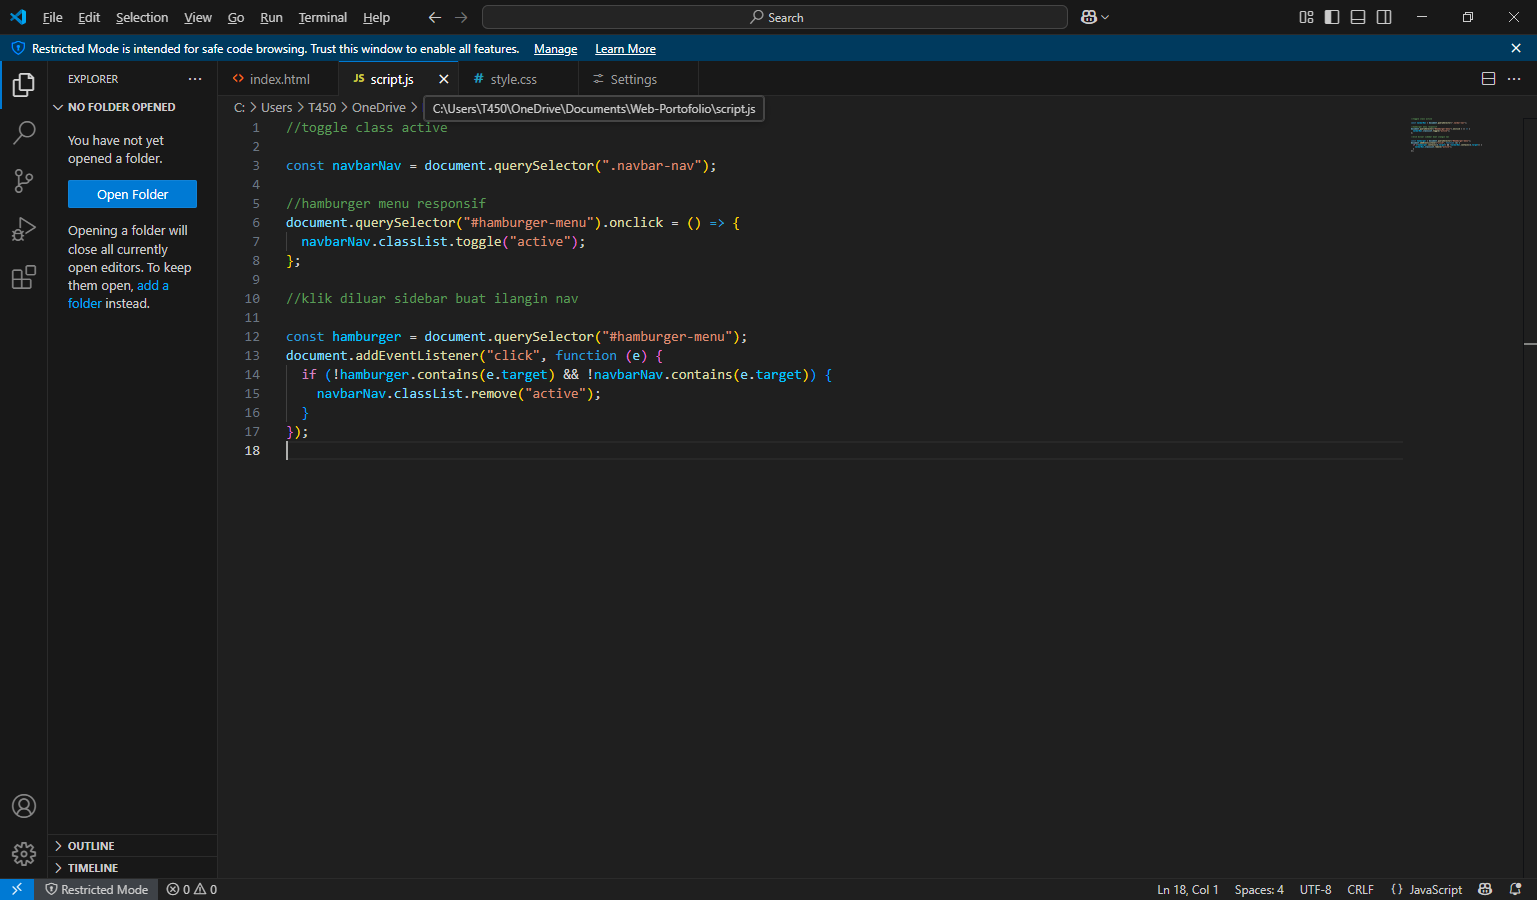 File Edit Selection View Go Run Terminal Help Search
Restricted Mode is intended for safe code browsing. Trust this window to enable all features. Manage Learn More
EXPLORER
NO FOLDER OPENED
You have not yet
opened a folder.
Open Folder
Opening a folder will
close all currently
open editors. To keep
them open, add a
folder instead.
OUTLINE
TIMELINE
index.html JS script.js # style.css Settings
C: > Users > T450 > OneDrive >
C:\Users\T450\OneDrive\Documents\Web-Portofolio\script.js
1 //toggle class active
2
3 const navbarNav = document.querySelector(".navbar-nav");
4
5 //hamburger menu responsif
6 document.querySelector("#hamburger-menu").onclick = () => {
7 navbarNav.classList.toggle("active");
8 };
9
10 //klik diluar sidebar buat ilangin nav
11
12 const hamburger = document.querySelector("#hamburger-menu");
13 document.addEventListener("click", function (e) {
14 if (!hamburger.contains(e.target) && !navbarNav.contains(e.target)) {
15 navbarNav.classList.remove("active");
16 }
17 });
18
Restricted Mode 0 0 Ln 18, Col 1 Spaces: 4 UTF-8 CRLF {} JavaScript